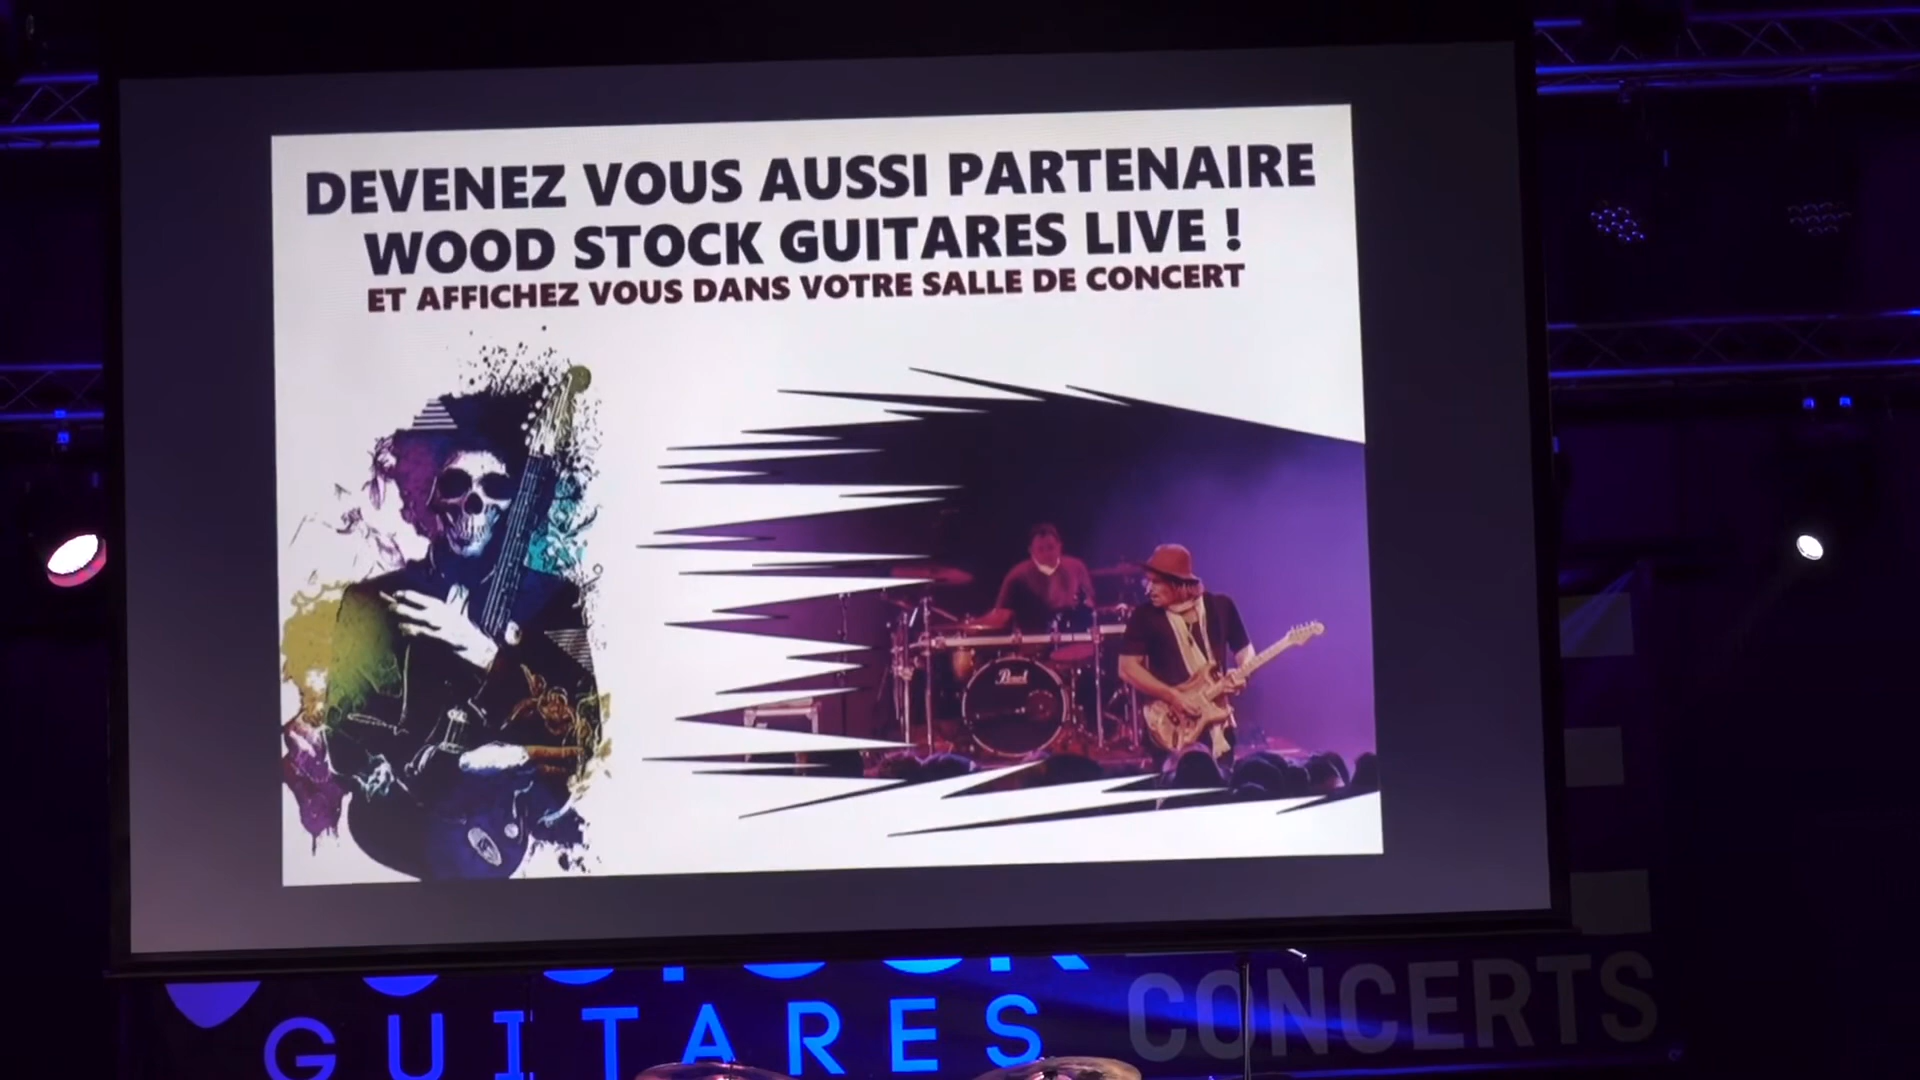 DEVENEZ VOUS AUSSI PARTENAIRE
WOOD STOCK GUITARES LIVE !
ET AFFICHEZ VOUS DANS VOTRE SALLE DE CONCERT
Pearl
GUITARES
CONCERTS